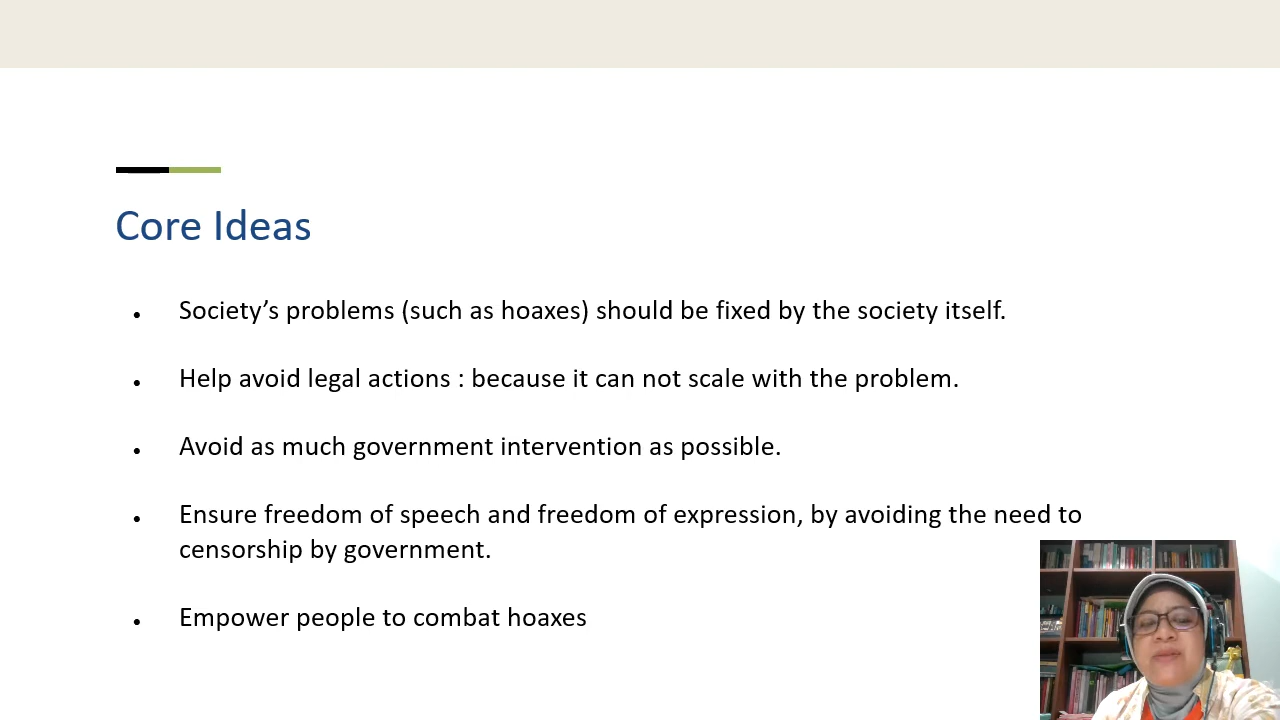 Core Ideas
• Society’s problems (such as hoaxes) should be fixed by the society itself.
• Help avoid legal actions : because it can not scale with the problem.
• Avoid as much government intervention as possible.
• Ensure freedom of speech and freedom of expression, by avoiding the need to
censorship by government.
• Empower people to combat hoaxes